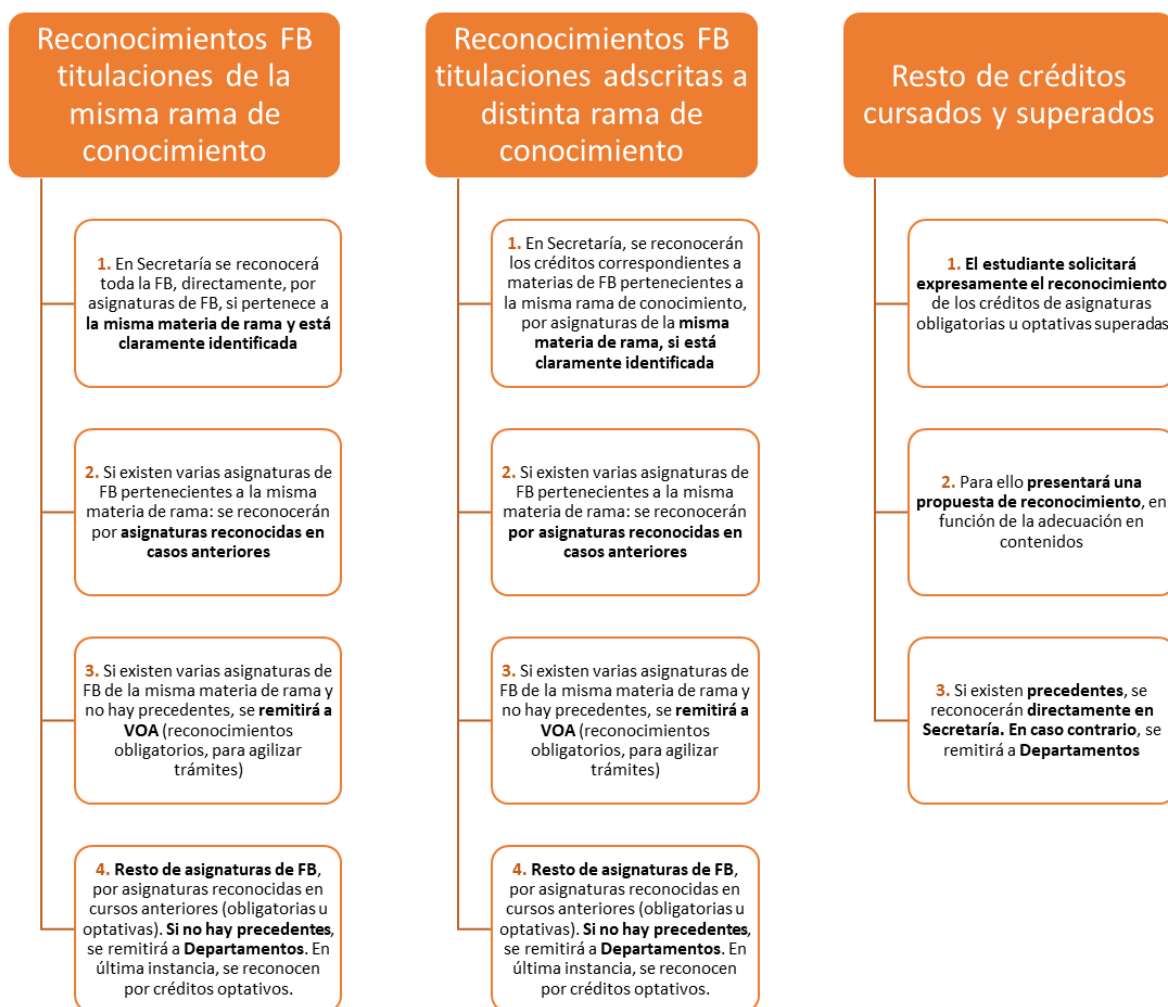 Reconocimientos FB
titulaciones de la
misma rama de
conocimiento
1. En Secretaría se reconocerá
toda la FB, directamente, por
asignaturas de FB, si pertenece a
la misma materia de rama y está
claramente identificada
2. Si existen varias asignaturas de
FB pertenecientes a la misma
materia de rama: se reconocerán
por asignaturas reconocidas en
casos anteriores
3. Si existen varias asignaturas de
FB de la misma materia de rama y
no hay precedentes, se remitirá a
VOA (reconocimientos
obligatorios, para agilizar
trámites)
4. Resto de asignaturas de FB,
por asignaturas reconocidas en
cursos anteriores (obligatorias u
optativas). Si no hay precedentes,
se remitirá a Departamentos. En
última instancia, se reconocen
por créditos optativos.
Reconocimientos FB
titulaciones adscritas a
distinta rama de
conocimiento
1. En Secretaría, se reconocerán
los créditos correspondientes a
materias de FB pertenecientes a
la misma rama de conocimiento,
por asignaturas de la misma
materia de rama, si está
claramente identificada
2. Si existen varias asignaturas de
FB pertenecientes a la misma
materia de rama: se reconocerán
por asignaturas reconocidas en
casos anteriores
3. Si existen varias asignaturas de
FB de la misma materia de rama y
no hay precedentes, se remitirá a
VOA (reconocimientos
obligatorios, para agilizar
trámites)
4. Resto de asignaturas de FB,
por asignaturas reconocidas en
cursos anteriores (obligatorias u
optativas). Si no hay precedentes,
se remitirá a Departamentos. En
última instancia, se reconocen
por créditos optativos.
Resto de créditos
cursados y superados
1. El estudiante solicitará
expresamente el reconocimiento
de los créditos de asignaturas
obligatorias u optativas superadas
2. Para ello presentará una
propuesta de reconocimiento, en
función de la adecuación en
contenidos
3. Si existen precedentes, se
reconocerán directamente en
Secretaría. En caso contrario, se
remitirá a Departamentos